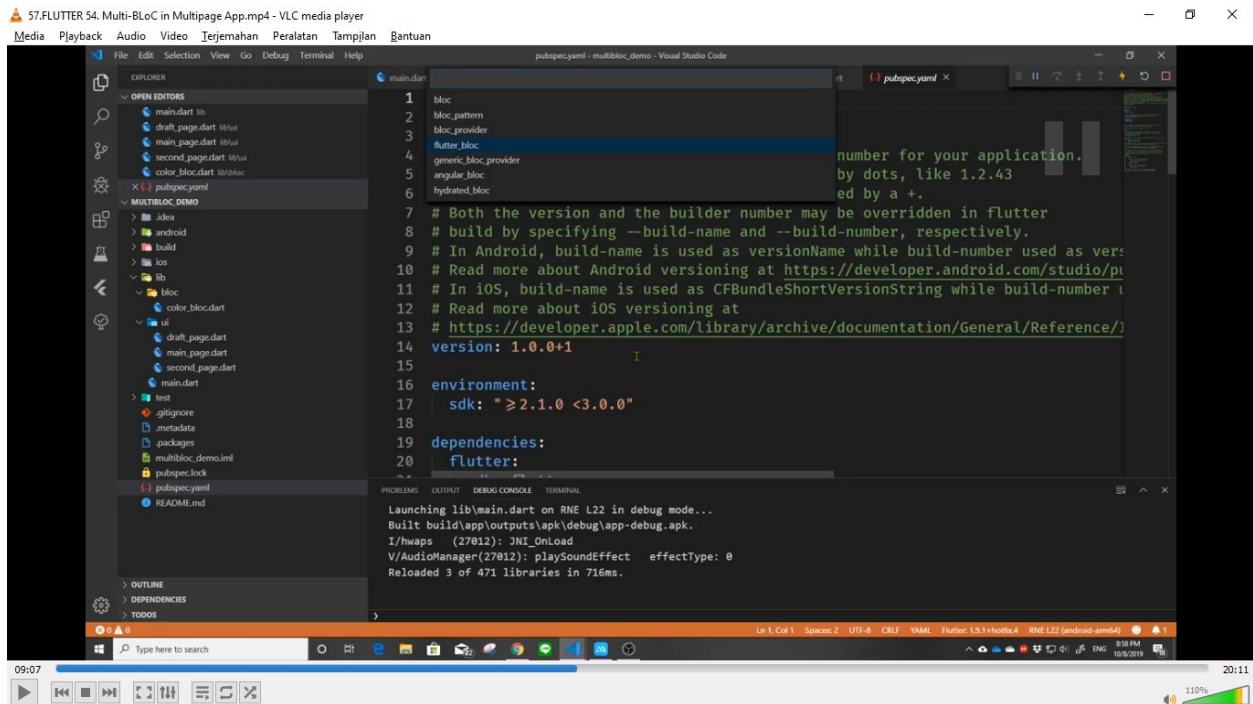 57.FLUTTER 54. Multi-BLoC in Multipage App.mp4 - VLC media player
Media Playback Audio Video Terjemahan Peralatan Tampilan Bantuan
File Edit Selection View Go Debug Terminal Help
pubspec.yaml - multibloc_demo - Visual Studio Code
EXPLORER
OPEN EDITORS
main.dart lib
draft_page.dart lib\ui
main_page.dart lib\ui
second_page.dart lib\ui
color_bloc.dart lib\bloc
pubspec.yaml
MULTIBLOC_DEMO
.idea
android
build
ios
lib
bloc
color_bloc.dart
ui
draft_page.dart
main_page.dart
second_page.dart
main.dart
test
.gitignore
.metadata
.packages
multibloc_demo.iml
pubspec.lock
pubspec.yaml
README.md
OUTLINE
DEPENDENCIES
TODOS
main.dart
pubspec.yaml
bloc
bloc_pattern
bloc_provider
flutter_bloc
generic_bloc_provider
angular_bloc
hydrated_bloc
1
2
3
4 number for your application.
5 by dots, like 1.2.43
6 ed by a +.
7 # Both the version and the builder number may be overridden in flutter
8 # build by specifying --build-name and --build-number, respectively.
9 # In Android, build-name is used as versionName while build-number used as vers
10 # Read more about Android versioning at https://developer.android.com/studio/pu
11 # In iOS, build-name is used as CFBundleShortVersionString while build-number u
12 # Read more about iOS versioning at
13 # https://developer.apple.com/library/archive/documentation/General/Reference/I
14 version: 1.0.0+1
15
16 environment:
17 sdk: ">=2.1.0 <3.0.0"
18
19 dependencies:
20 flutter:
PROBLEMS OUTPUT DEBUG CONSOLE TERMINAL
Launching lib\main.dart on RNE L22 in debug mode...
Built build\app\outputs\apk\debug\app-debug.apk.
I/hwaps (27012): JNI_OnLoad
V/AudioManager(27012): playSoundEffect effectType: 0
Reloaded 3 of 471 libraries in 716ms.
0 0
Ln 1, Col 1 Spaces: 2 UTF-8 CRLF YAML Flutter: 1.9.1+hotfix.4 RNE L22 (android-arm64) 1
Type here to search
ENG
8:58 PM
10/8/2019
09:07
20:11
110%